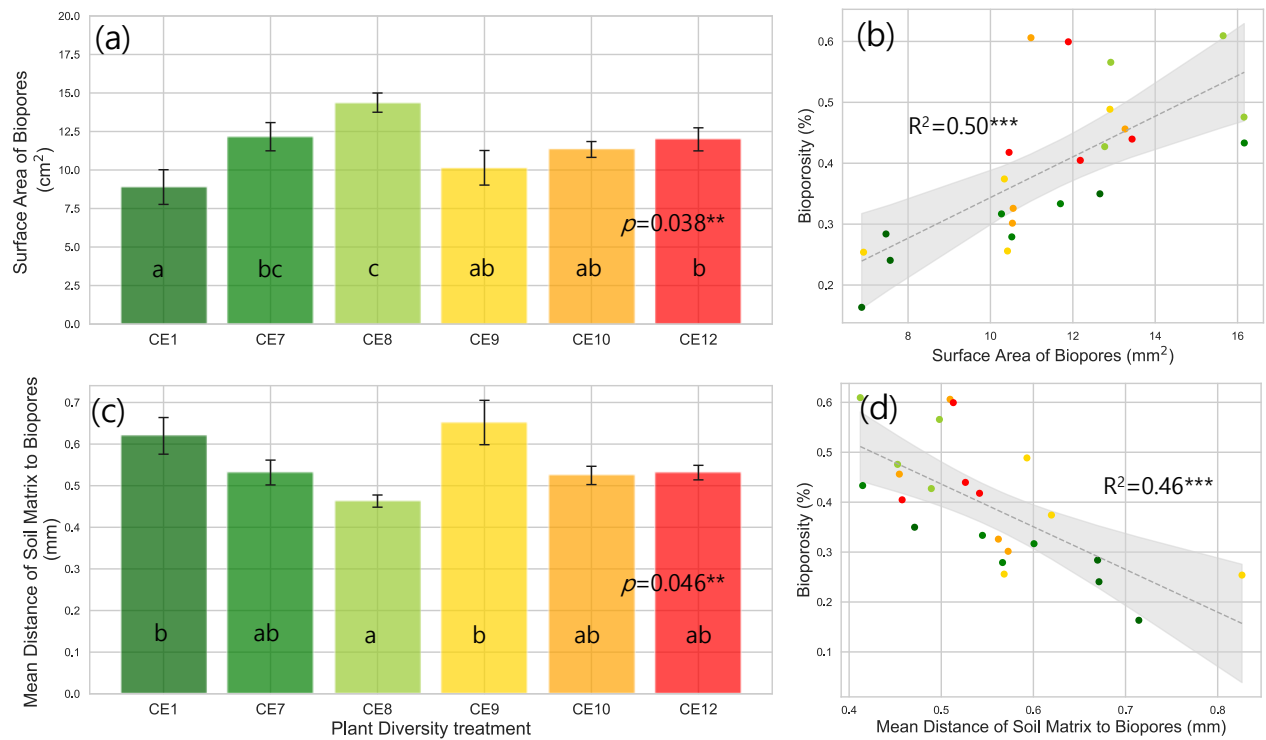 (a)
Surface Area of Biopores
(cm²)
20.0
17.5
15.0
12.5
10.0
7.5
5.0
2.5
0.0
p=0.038**
a
bc
c
ab
ab
b
CE1
CE7
CE8
CE9
CE10
CE12
(b)
Bioporosity (%)
0.6
0.5
0.4
0.3
0.2
R²=0.50***
8
10
12
14
16
Surface Area of Biopores (mm²)
(c)
Mean Distance of Soil Matrix to Biopores
(mm)
0.7
0.6
0.5
0.4
0.3
0.2
0.1
0.0
p=0.046**
b
ab
a
b
ab
ab
CE1
CE7
CE8
CE9
CE10
CE12
Plant Diversity treatment
(d)
Bioporosity (%)
0.6
0.5
0.4
0.3
0.2
0.1
R²=0.46***
0.4
0.5
0.6
0.7
0.8
Mean Distance of Soil Matrix to Biopores (mm)